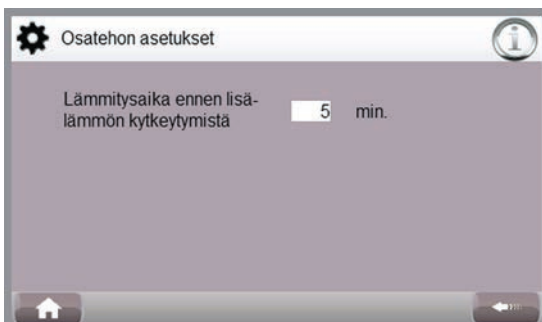 Osatehon asetukset
Lämmitysaika ennen lisä-
lämmön kytkeytymistä 5 min.